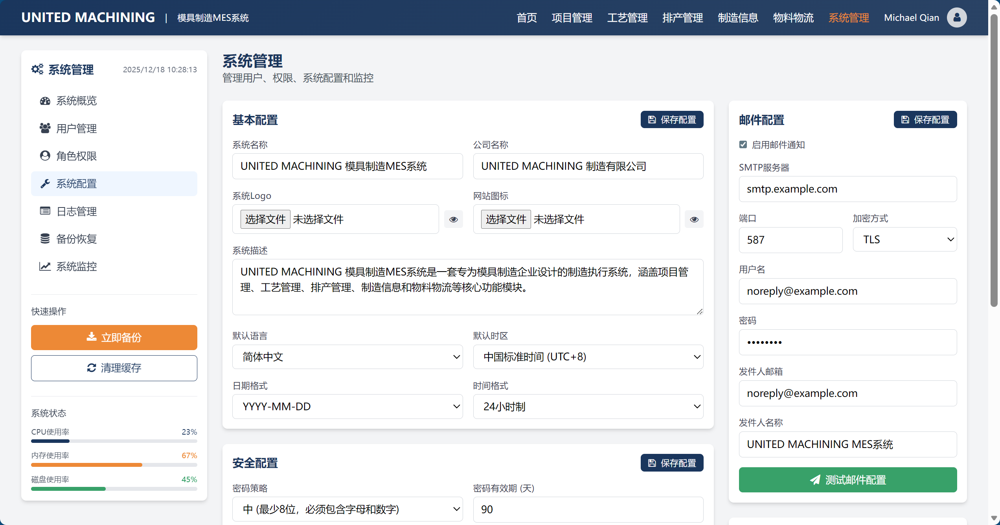 UNITED MACHINING | 模具制造MES系统
首页 项目管理 工艺管理 排产管理 制造信息 物料物流 系统管理 Michael Qian
系统管理 2025/12/18 10:28:13
系统概览
用户管理
角色权限
系统配置
日志管理
备份恢复
系统监控
快速操作
立即备份
清理缓存
系统状态
CPU使用率 23%
内存使用率 67%
磁盘使用率 45%
系统管理
管理用户、权限、系统配置和监控
基本配置 保存配置
系统名称 公司名称
UNITED MACHINING 模具制造MES系统 UNITED MACHINING 制造有限公司
系统Logo 网站图标
选择文件 未选择文件 选择文件 未选择文件
系统描述
UNITED MACHINING 模具制造MES系统是一套专为模具制造企业设计的制造执行系统，涵盖项目管
理、工艺管理、排产管理、制造信息和物料物流等核心功能模块。
默认语言 默认时区
简体中文 中国标准时间 (UTC+8)
日期格式 时间格式
YYYY-MM-DD 24小时制
安全配置 保存配置
密码策略 密码有效期 (天)
中 (最少8位，必须包含字母和数字) 90
邮件配置 保存配置
启用邮件通知
SMTP服务器
smtp.example.com
端口 加密方式
587 TLS
用户名
noreply@example.com
密码
••••••••
发件人邮箱
noreply@example.com
发件人名称
UNITED MACHINING MES系统
测试邮件配置